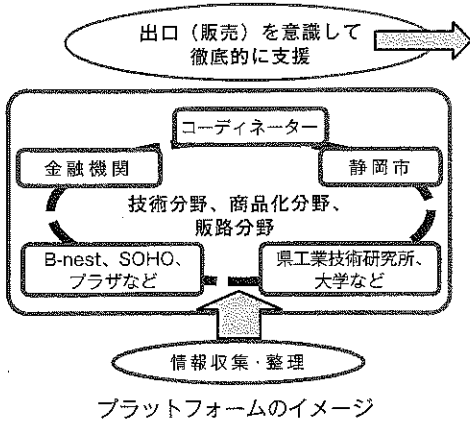 出口（販売）を意識して
徹底的に支援
コーディネーター
金融機関
静岡市
技術分野、商品化分野、
販路分野
B-nest、SOHO、
プラザなど
県工業技術研究所、
大学など
情報収集・整理
プラットフォームのイメージ